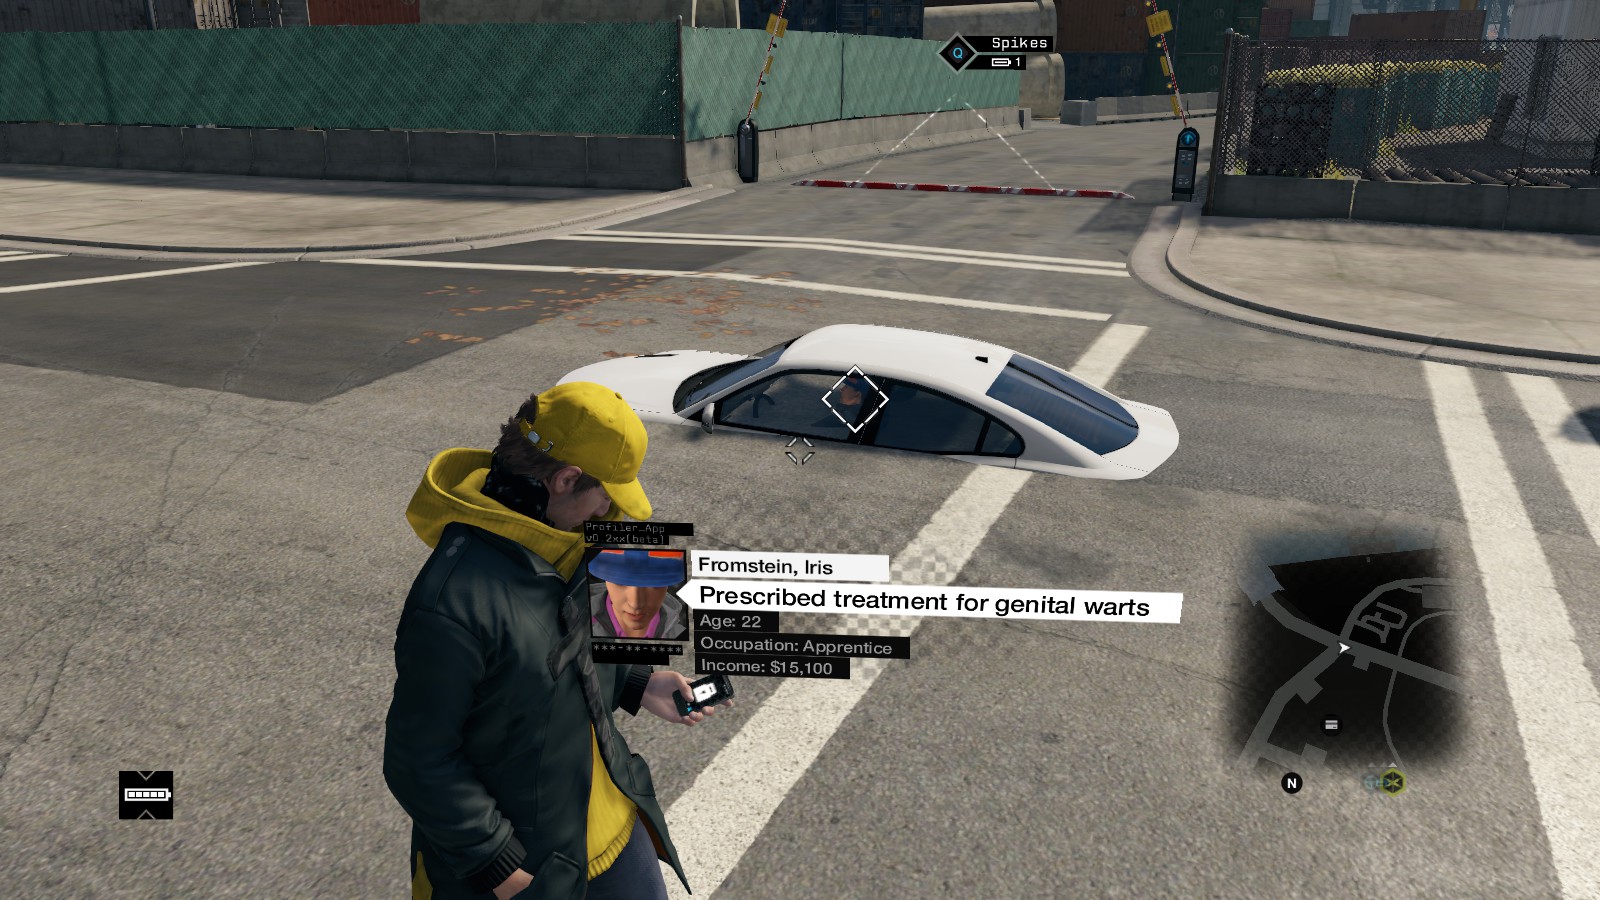 Spikes
Q
1
Profiler_App
v0.2xx[beta]
Fromstein, Iris
Prescribed treatment for genital warts
Age: 22
Occupation: Apprentice
Income: $15,100
***-**-****
N